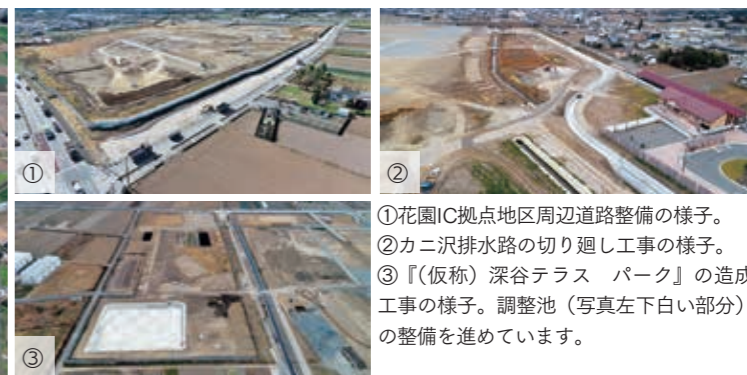 ①
②
③
①花園IC拠点地区周辺道路整備の様子。
②カニ沢排水路の切り廻し工事の様子。
③『(仮称)深谷テラス　パーク』の造成
工事の様子。調整池(写真左下白い部分)
の整備を進めています。